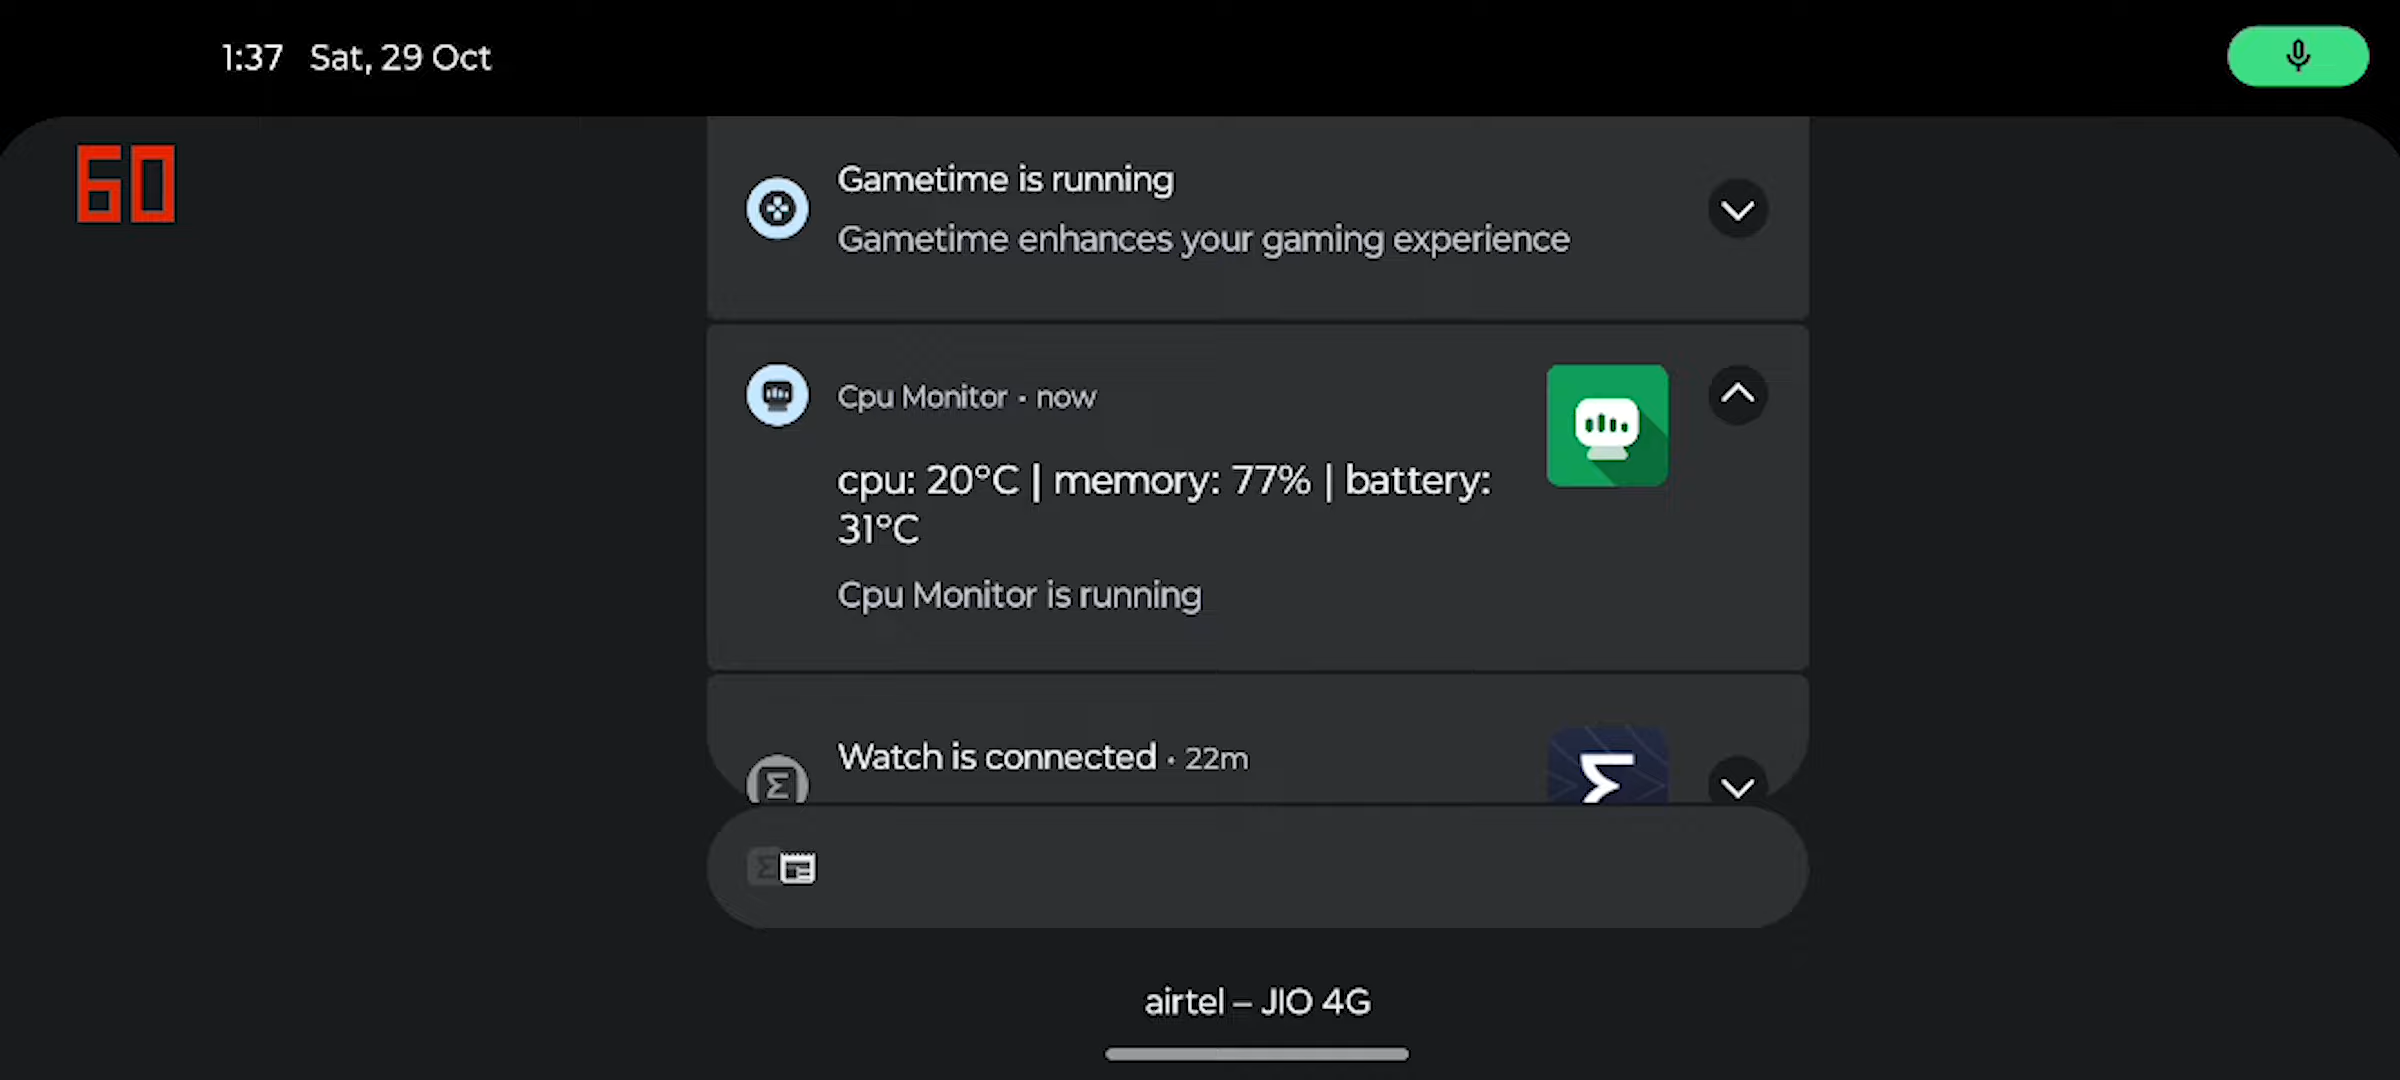 1:37 Sat, 29 Oct
60
Gametime is running
Gametime enhances your gaming experience
Cpu Monitor • now
cpu: 20°C | memory: 77% | battery:
31°C
Cpu Monitor is running
Watch is connected • 22m
airtel – JIO 4G